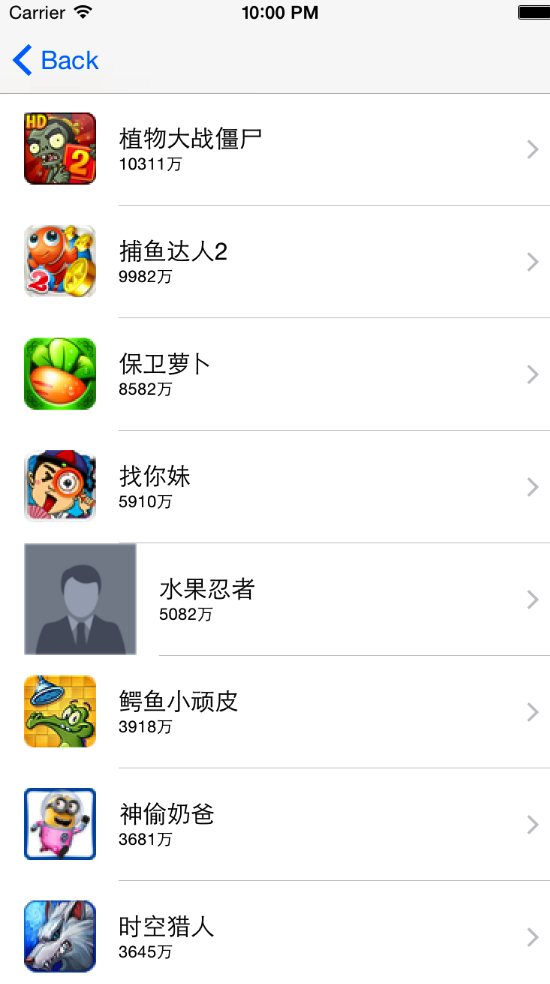 Carrier 10:00 PM
Back
HD
2
植物大战僵尸
10311万
2
捕鱼达人2
9982万
保卫萝卜
8582万
找你妹
5910万
水果忍者
5082万
鳄鱼小顽皮
3918万
神偷奶爸
3681万
时空猎人
3645万